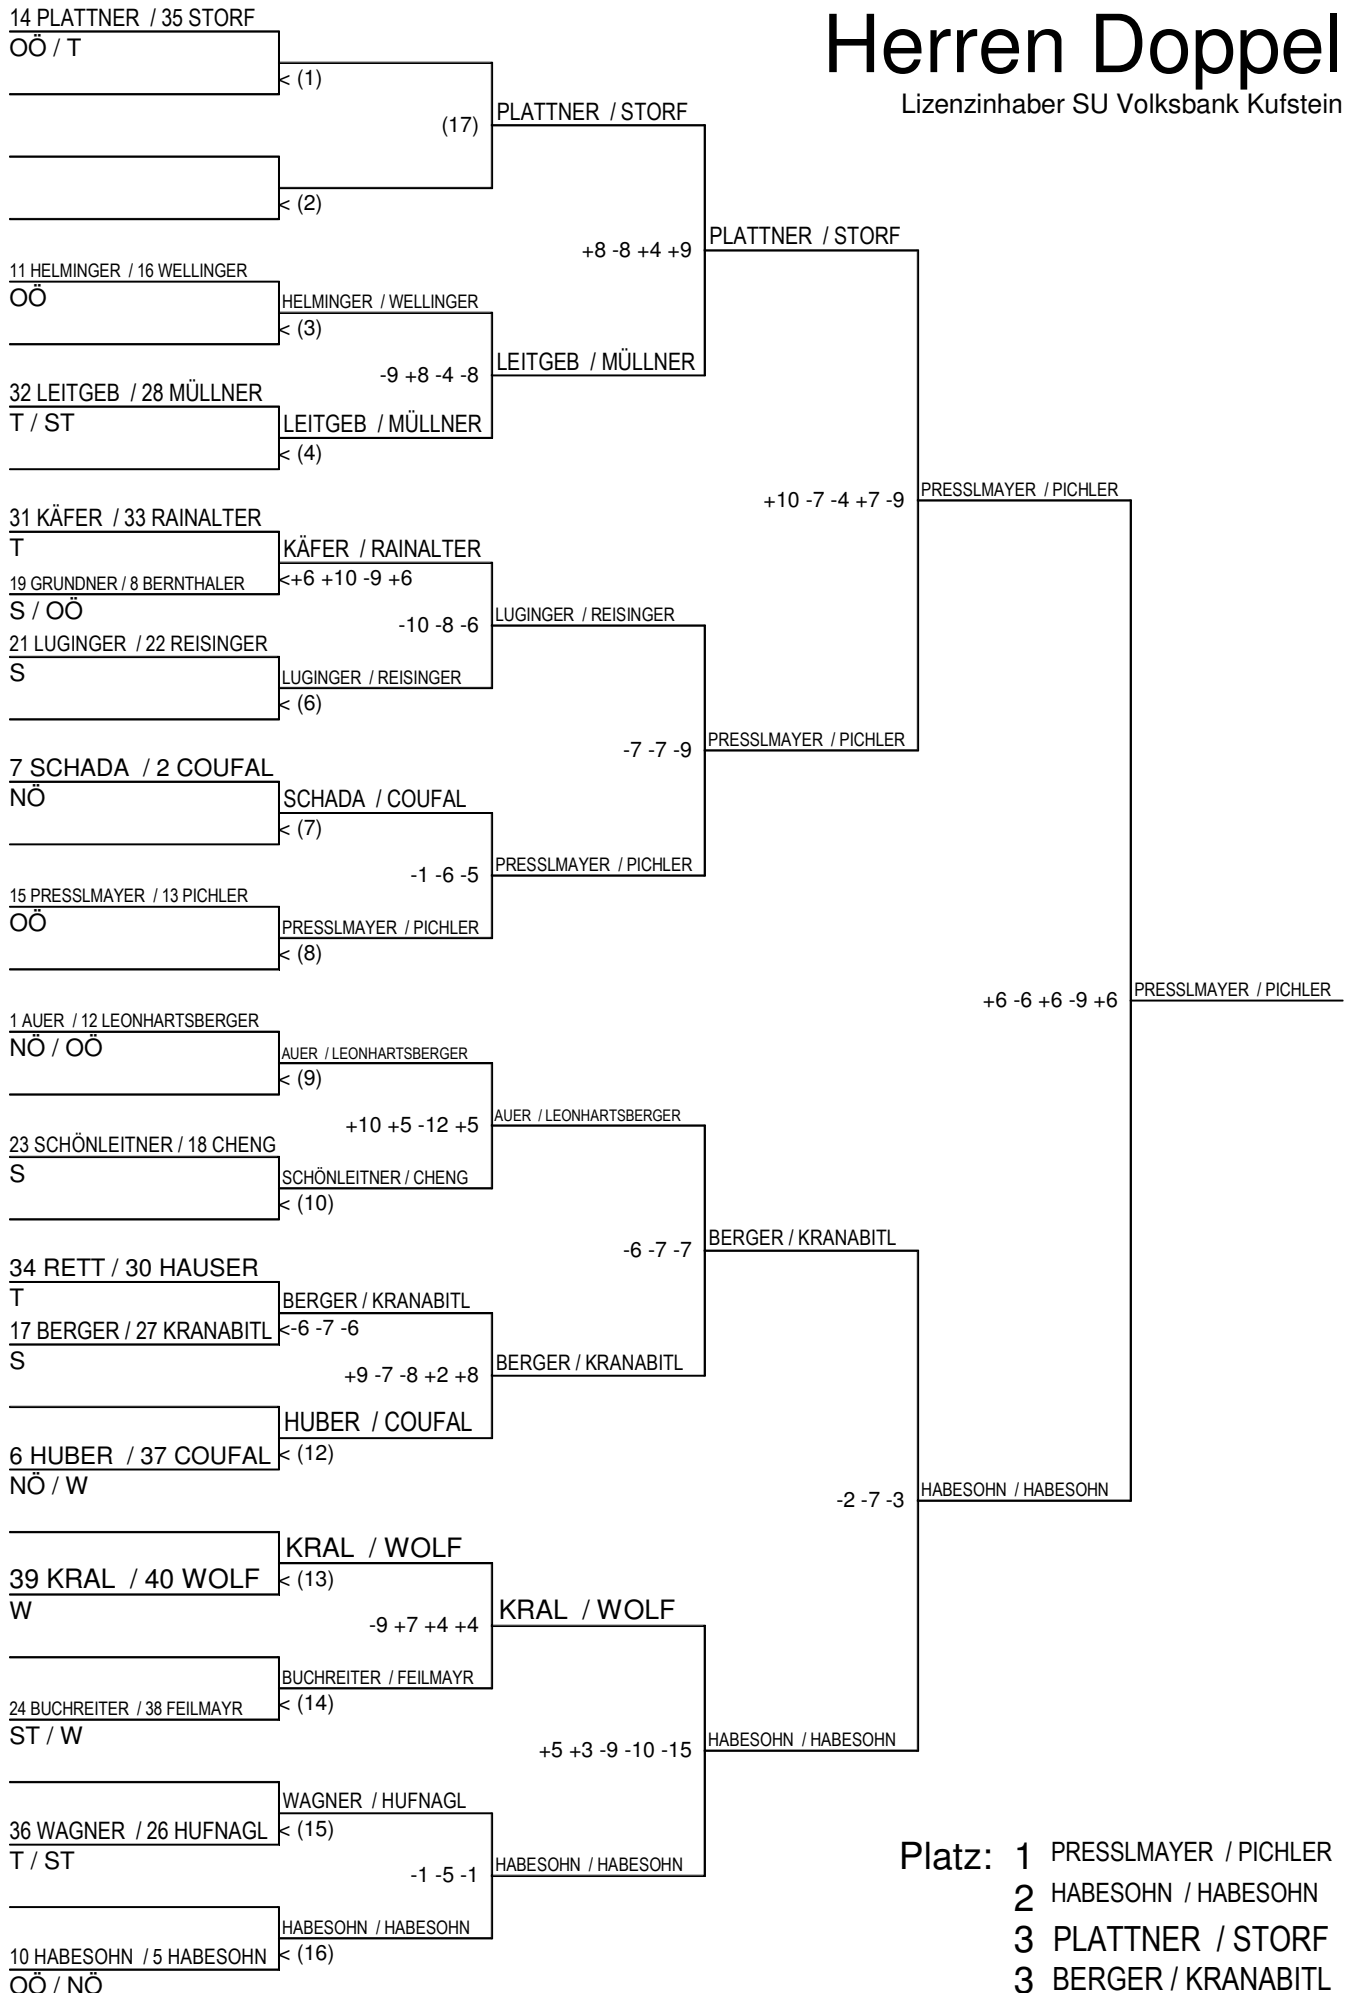 Herren Doppel
Lizenzinhaber SU Volksbank Kufstein
14 PLATTNER / 35 STORF
OÖ / T
< (1)
(17)
PLATTNER / STORF
< (2)
+8 -8 +4 +9
PLATTNER / STORF
11 HELMINGER / 16 WELLINGER
OÖ
HELMINGER / WELLINGER
< (3)
-9 +8 -4 -8
LEITGEB / MÜLLNER
32 LEITGEB / 28 MÜLLNER
T / ST
LEITGEB / MÜLLNER
< (4)
+10 -7 -4 +7 -9
PRESSLMAYER / PICHLER
31 KÄFER / 33 RAINALTER
T
KÄFER / RAINALTER
19 GRUNDNER / 8 BERNTHALER
<+6 +10 -9 +6
S / OÖ
-10 -8 -6
LUGINGER / REISINGER
21 LUGINGER / 22 REISINGER
S
LUGINGER / REISINGER
< (6)
-7 -7 -9
PRESSLMAYER / PICHLER
7 SCHADA / 2 COUFAL
NÖ
SCHADA / COUFAL
< (7)
-1 -6 -5
PRESSLMAYER / PICHLER
15 PRESSLMAYER / 13 PICHLER
OÖ
PRESSLMAYER / PICHLER
< (8)
+6 -6 +6 -9 +6
PRESSLMAYER / PICHLER
1 AUER / 12 LEONHARTSBERGER
NÖ / OÖ
AUER / LEONHARTSBERGER
< (9)
+10 +5 -12 +5
AUER / LEONHARTSBERGER
23 SCHÖNLEITNER / 18 CHENG
S
SCHÖNLEITNER / CHENG
< (10)
-6 -7 -7
BERGER / KRANABITL
34 RETT / 30 HAUSER
T
BERGER / KRANABITL
17 BERGER / 27 KRANABITL
<-6 -7 -6
S
+9 -7 -8 +2 +8
BERGER / KRANABITL
HUBER / COUFAL
6 HUBER / 37 COUFAL
< (12)
NÖ / W
-2 -7 -3
HABESOHN / HABESOHN
KRAL / WOLF
39 KRAL / 40 WOLF
< (13)
W
-9 +7 +4 +4
KRAL / WOLF
BUCHREITER / FEILMAYR
24 BUCHREITER / 38 FEILMAYR
< (14)
ST / W
+5 +3 -9 -10 -15
HABESOHN / HABESOHN
WAGNER / HUFNAGL
36 WAGNER / 26 HUFNAGL
< (15)
T / ST
-1 -5 -1
HABESOHN / HABESOHN
HABESOHN / HABESOHN
10 HABESOHN / 5 HABESOHN
< (16)
OÖ / NÖ
Platz: 1 PRESSLMAYER / PICHLER
2 HABESOHN / HABESOHN
3 PLATTNER / STORF
3 BERGER / KRANABITL